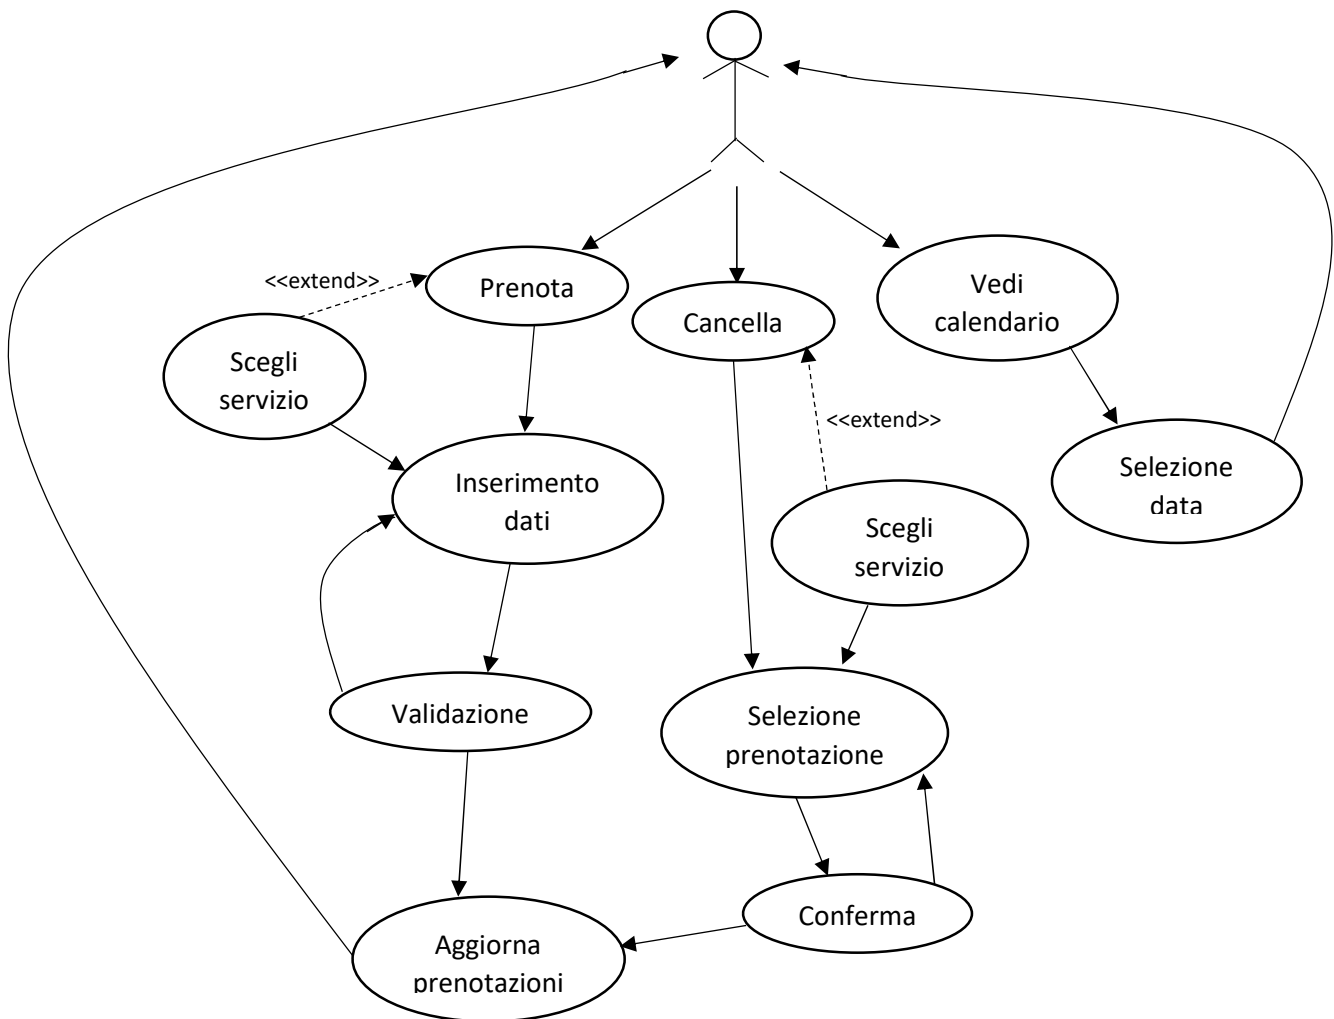 <<extend>>
Prenota
Vedi
calendario
Cancella
Scegli
servizio
<<extend>>
Inserimento
dati
Selezione
data
Scegli
servizio
Validazione
Selezione
prenotazione
Conferma
Aggiorna
prenotazioni